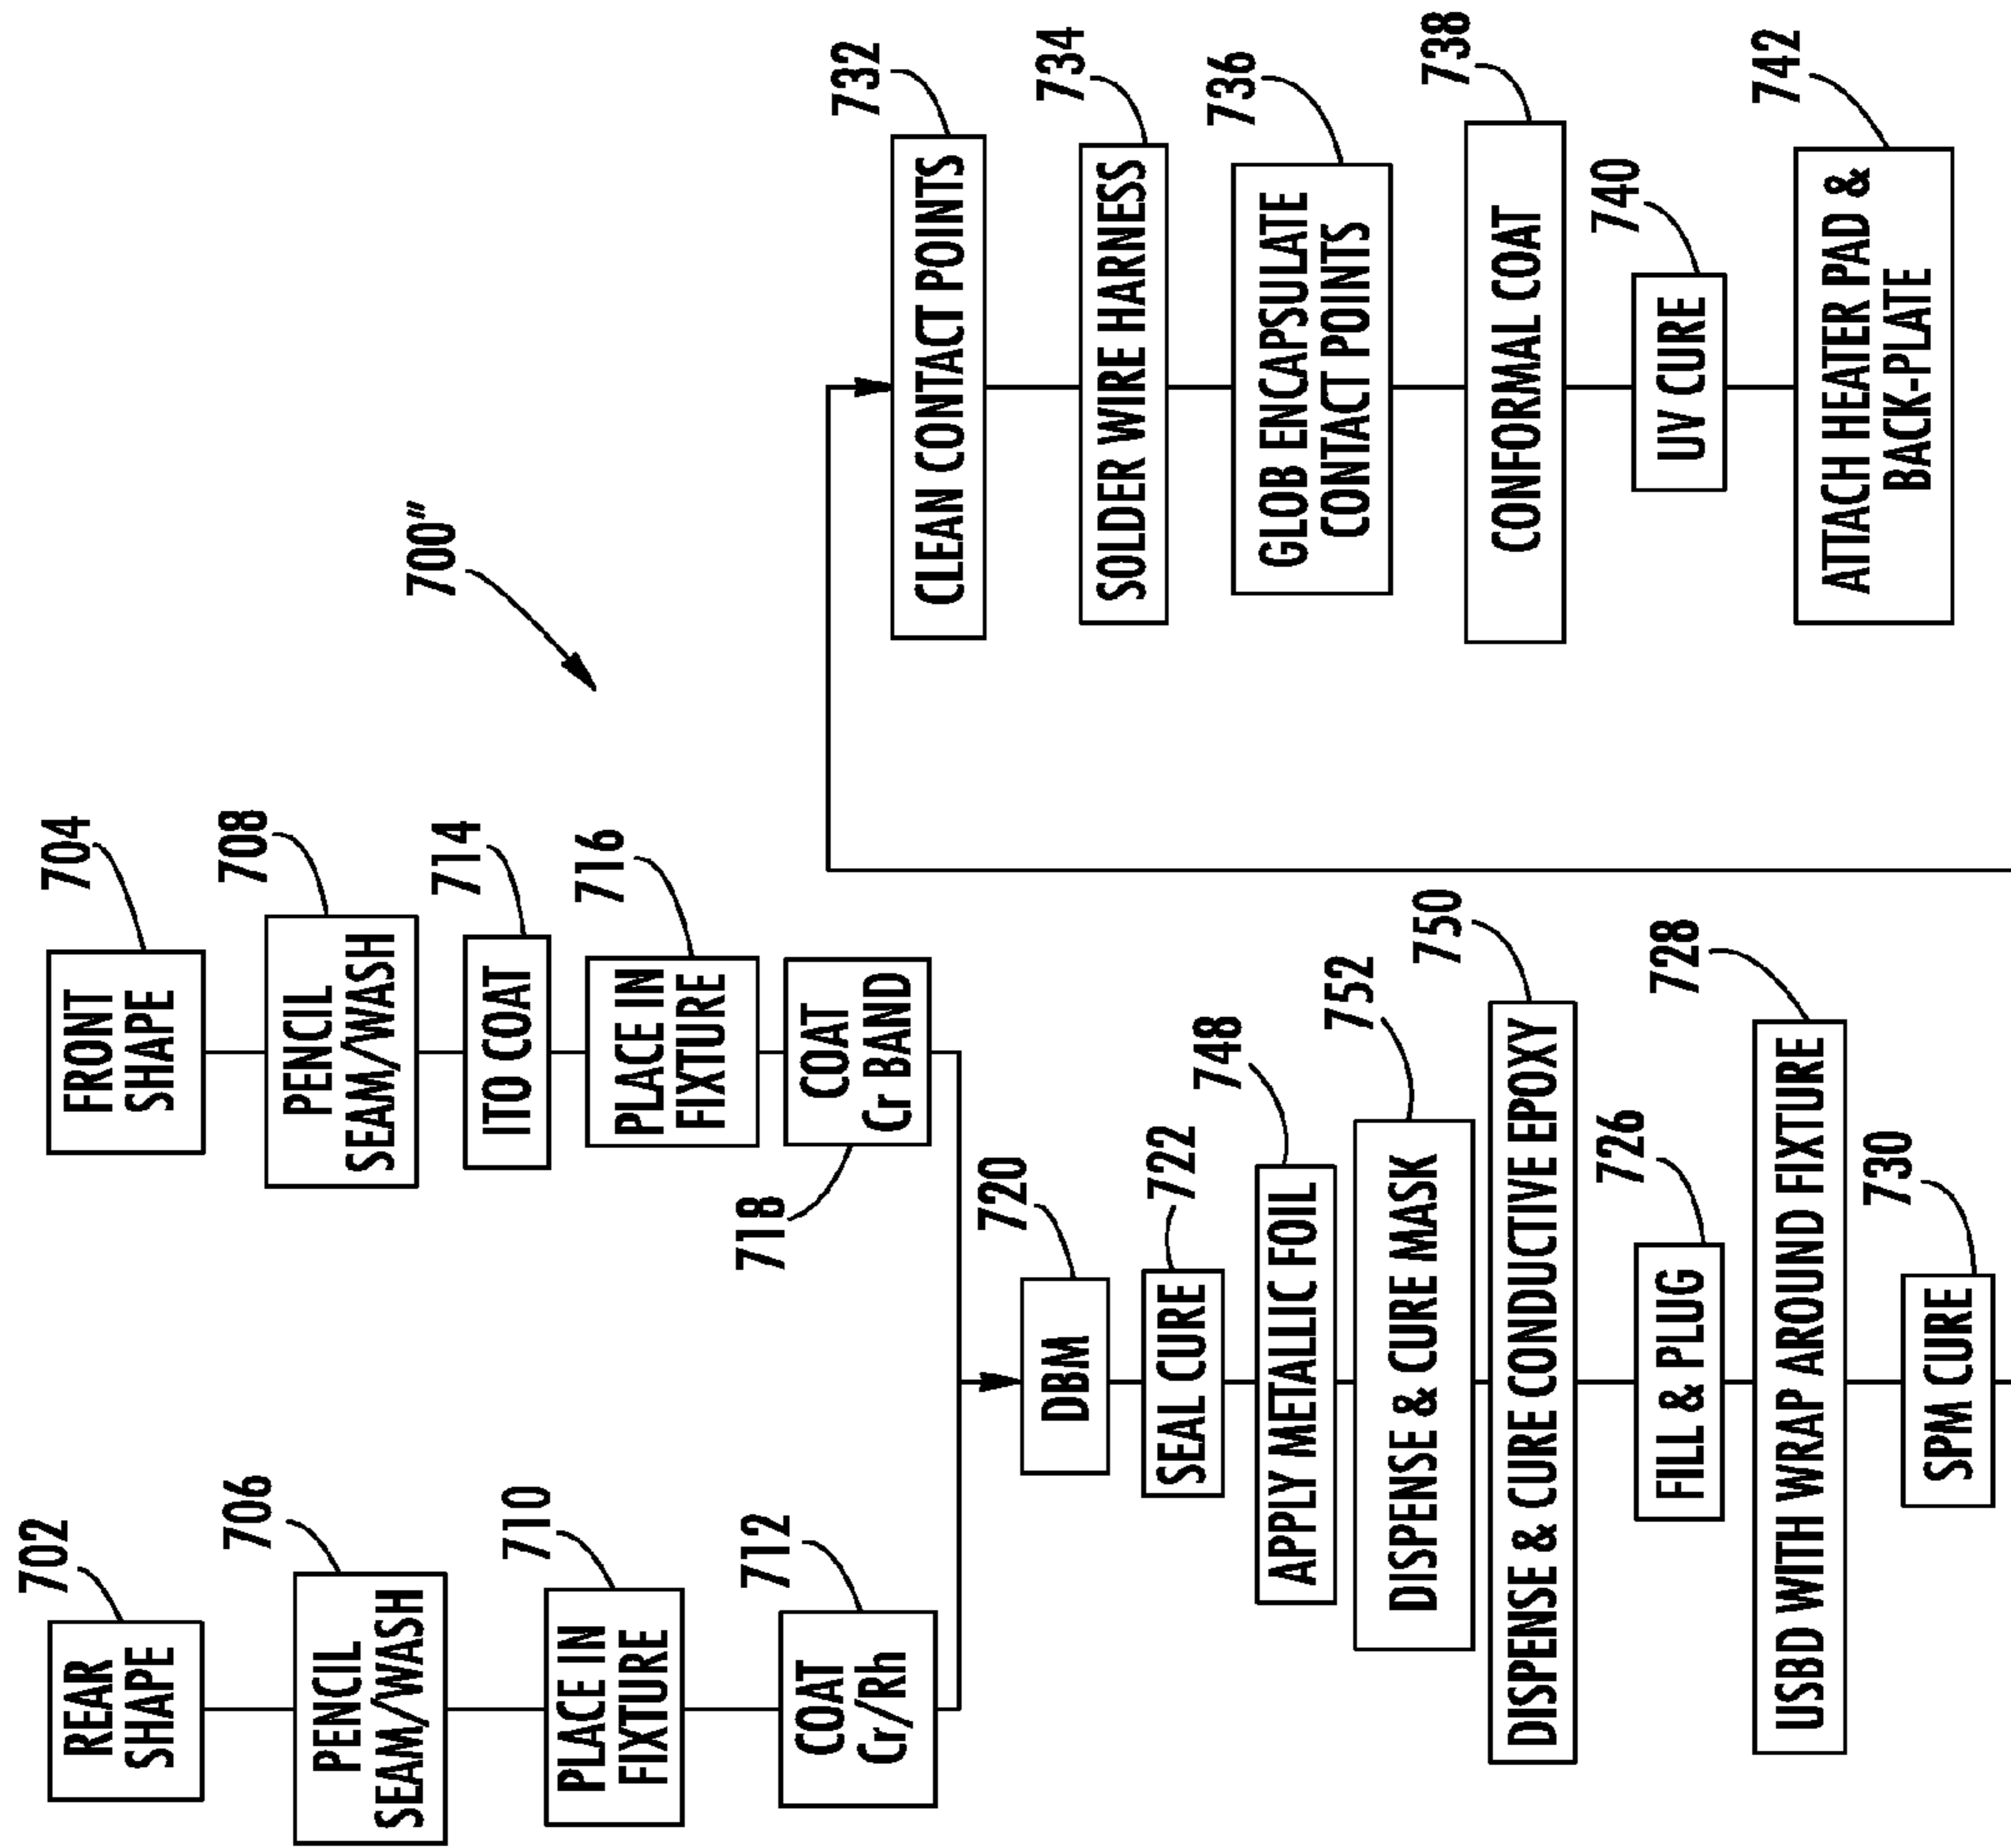 700"
702
REAR
SHAPE
706
PENCIL
SEAM/WASH
710
PLACE IN
FIXTURE
712
COAT
Cr/Rh
704
FRONT
SHAPE
708
PENCIL
SEAM/WASH
714
ITO COAT
716
PLACE IN
FIXTURE
718
COAT
Cr BAND
720
DBM
722
SEAL CURE
748
APPLY METALLIC FOIL
752
DISPENSE & CURE MASK
750
DISPENSE & CURE CONDUCTIVE EPOXY
726
FILL & PLUG
728
USBD WITH WRAP AROUND FIXTURE
730
SPM CURE
732
CLEAN CONTACT POINTS
734
SOLDER WIRE HARNESS
736
GLOB ENCAPSULATE
CONTACT POINTS
738
CONFORMAL COAT
740
UV CURE
742
ATTACH HEATER PAD &
BACK-PLATE